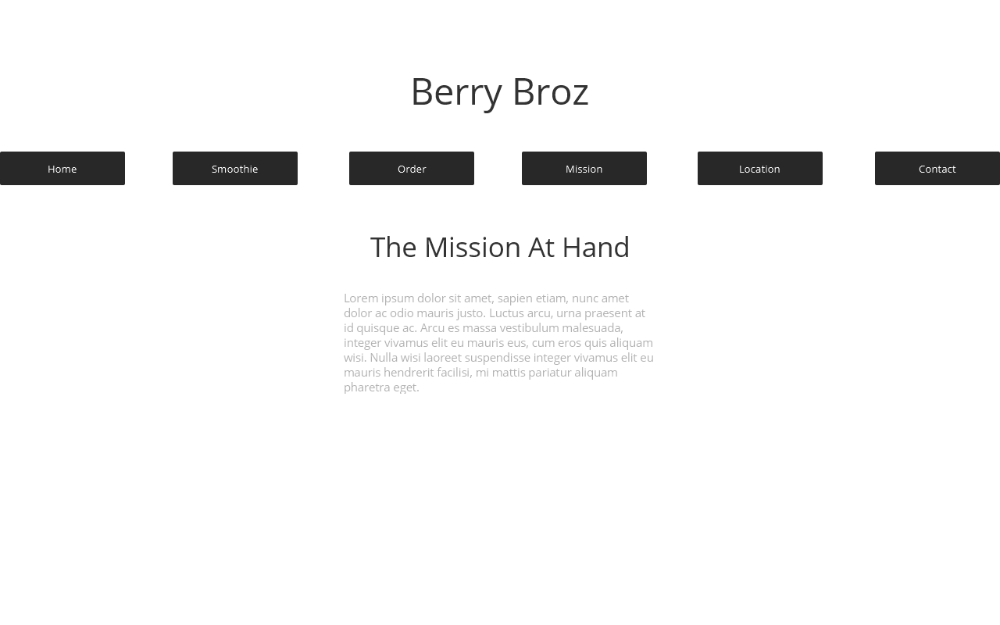 Berry Broz
Home
Smoothie
Order
Mission
Location
Contact
The Mission At Hand
Lorem ipsum dolor sit amet, sapien etiam, nunc amet
dolor ac odio mauris justo. Luctus arcu, urna praesent at
id quisque ac. Arcu es massa vestibulum malesuada,
integer vivamus elit eu mauris eus, cum eros quis aliquam
wisi. Nulla wisi laoreet suspendisse integer vivamus elit eu
mauris hendrerit facilisi, mi mattis pariatur aliquam
pharetra eget.